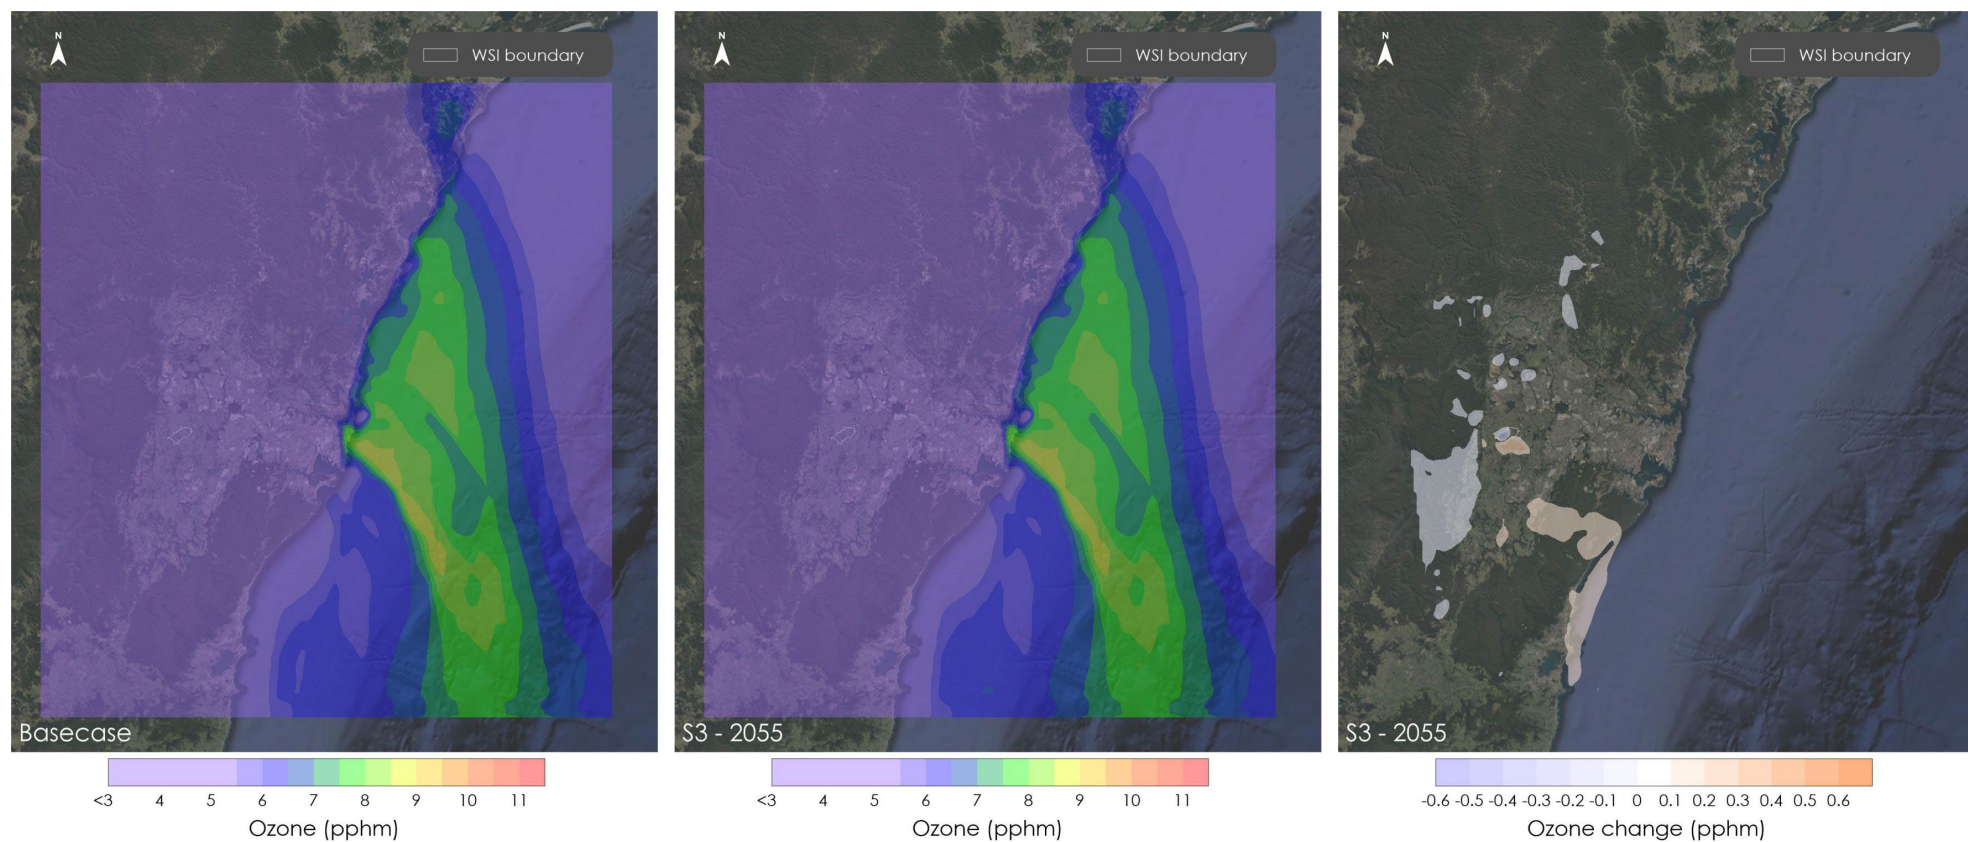 N
WSI boundary
N
WSI boundary
N
WSI boundary
Basecase
S3 - 2055
S3 - 2055
<3 4 5 6 7 8 9 10 11
Ozone (pphm)
<3 4 5 6 7 8 9 10 11
Ozone (pphm)
-0.6 -0.5 -0.4 -0.3 -0.2 -0.1 0 0.1 0.2 0.3 0.4 0.5 0.6
Ozone change (pphm)